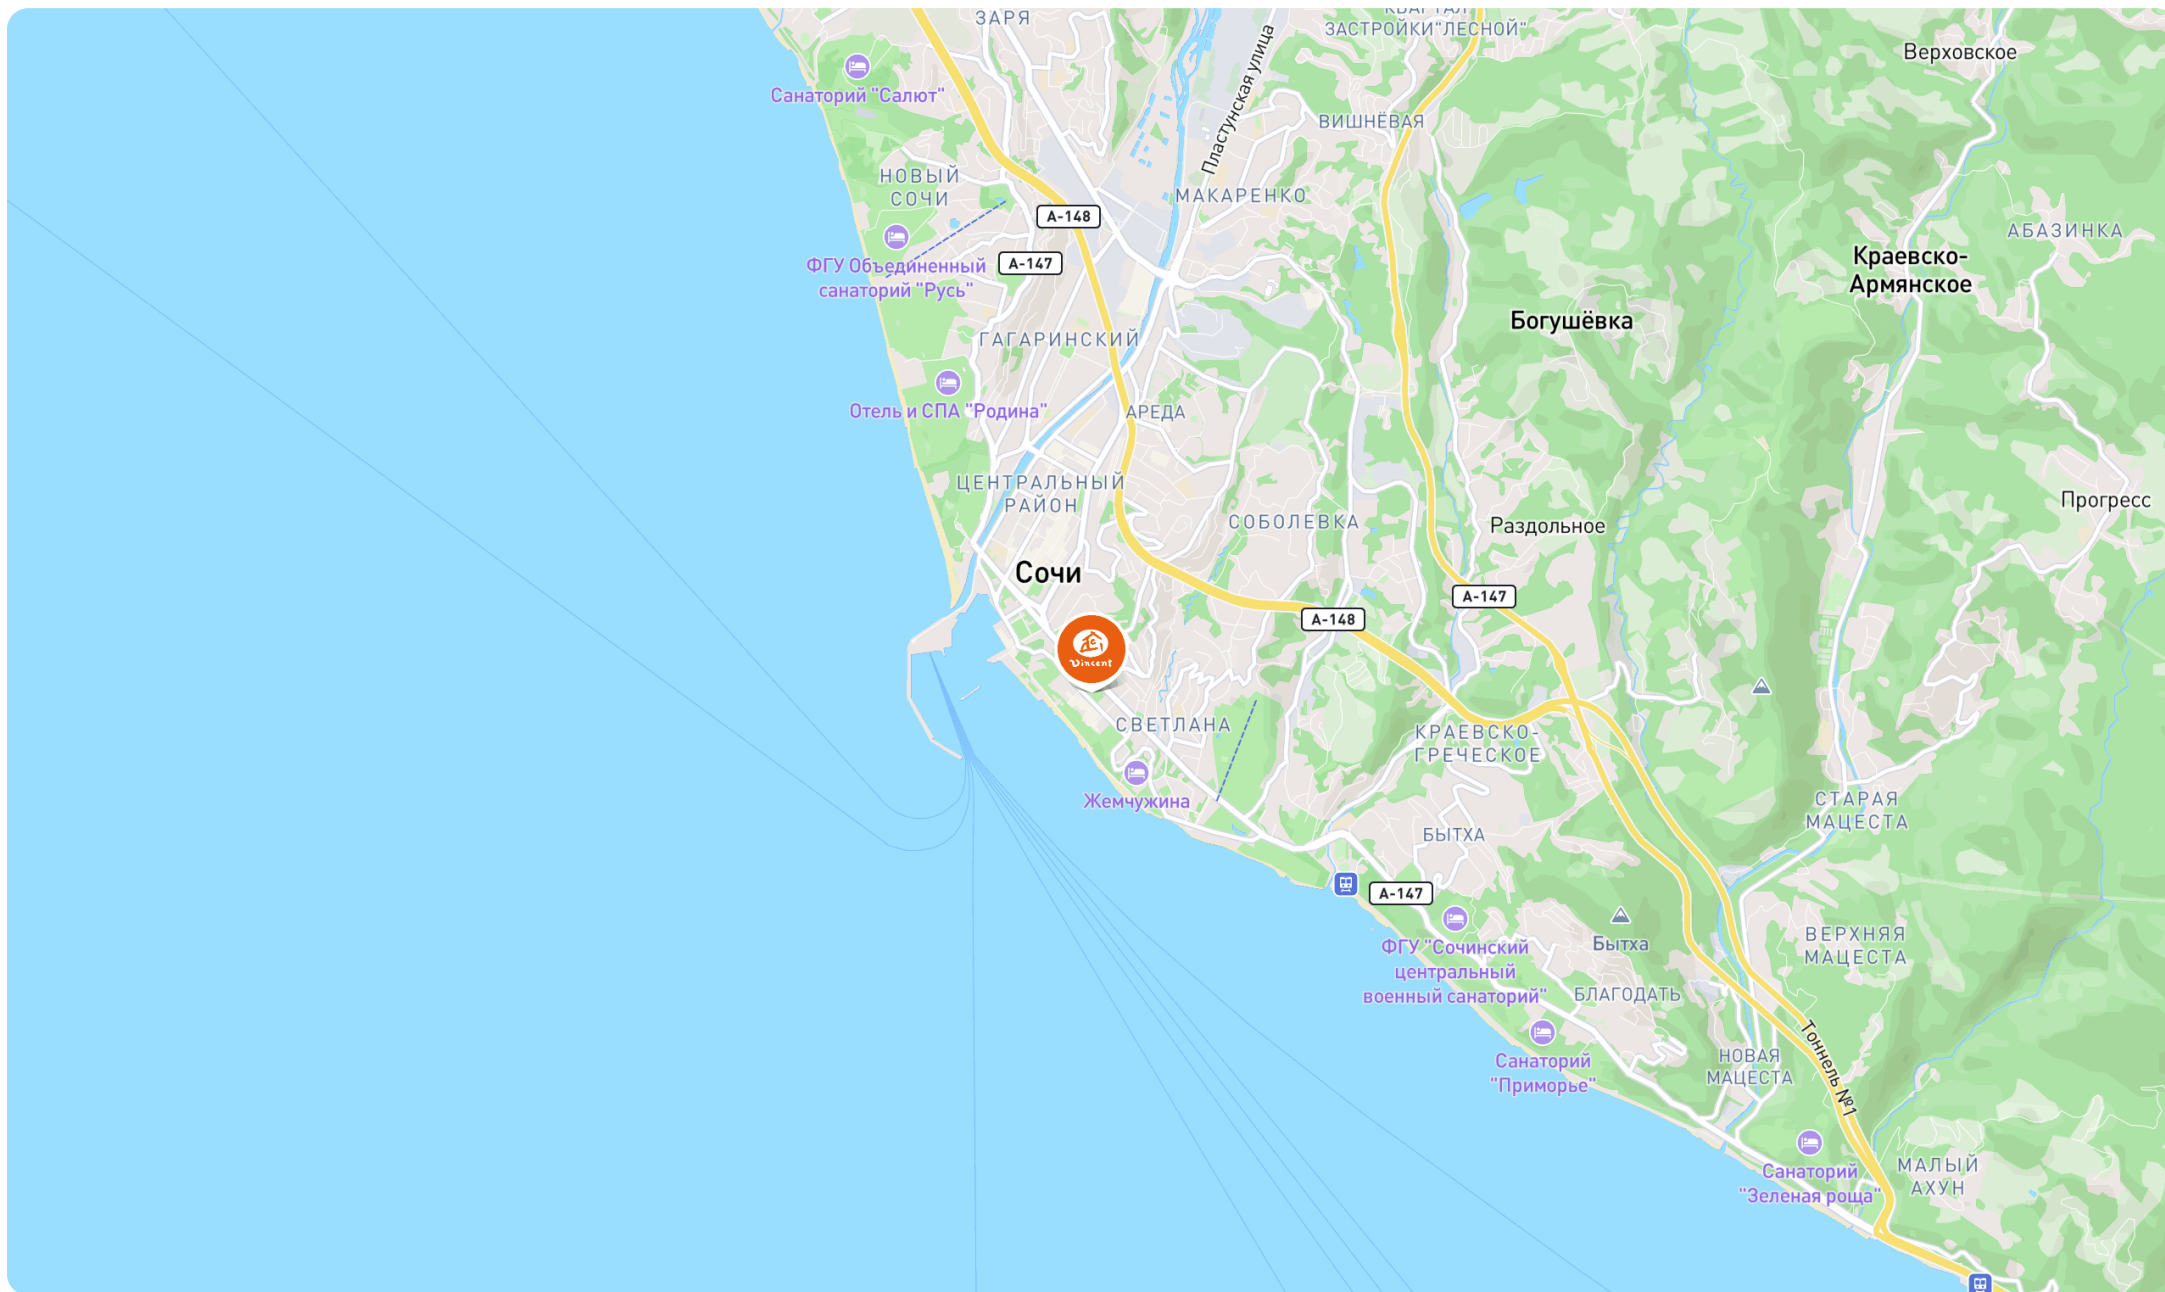 ЗАРЯ
КВАРТАЛ
ЗАСТРОЙКИ"ЛЕСНОЙ"
Верховское
Санаторий "Салют"
Пластунская улица
ВИШНЁВАЯ
НОВЫЙ
СОЧИ
МАКАРЕНКО
А-148
АБАЗИНКА
А-147
ФГУ Объединенный
санаторий "Русь"
Краевско-
Армянское
Богушёвка
ГАГАРИНСКИЙ
Отель и СПА "Родина"
АРЕДА
ЦЕНТРАЛЬНЫЙ
РАЙОН
Прогресс
СОБОЛЕВКА
Раздольное
Сочи
А-147
А-148
Vincent
СВЕТЛАНА
КРАЕВСКО-
ГРЕЧЕСКОЕ
Жемчужина
СТАРАЯ
МАЦЕСТА
БЫТХА
А-147
ФГУ "Сочинский
центральный
военный санаторий"
Бытха
ВЕРХНЯЯ
МАЦЕСТА
БЛАГОДАТЬ
Санаторий
"Приморье"
НОВАЯ
МАЦЕСТА
Тоннель №1
Санаторий
"Зеленая роща"
МАЛЫЙ
АХУН